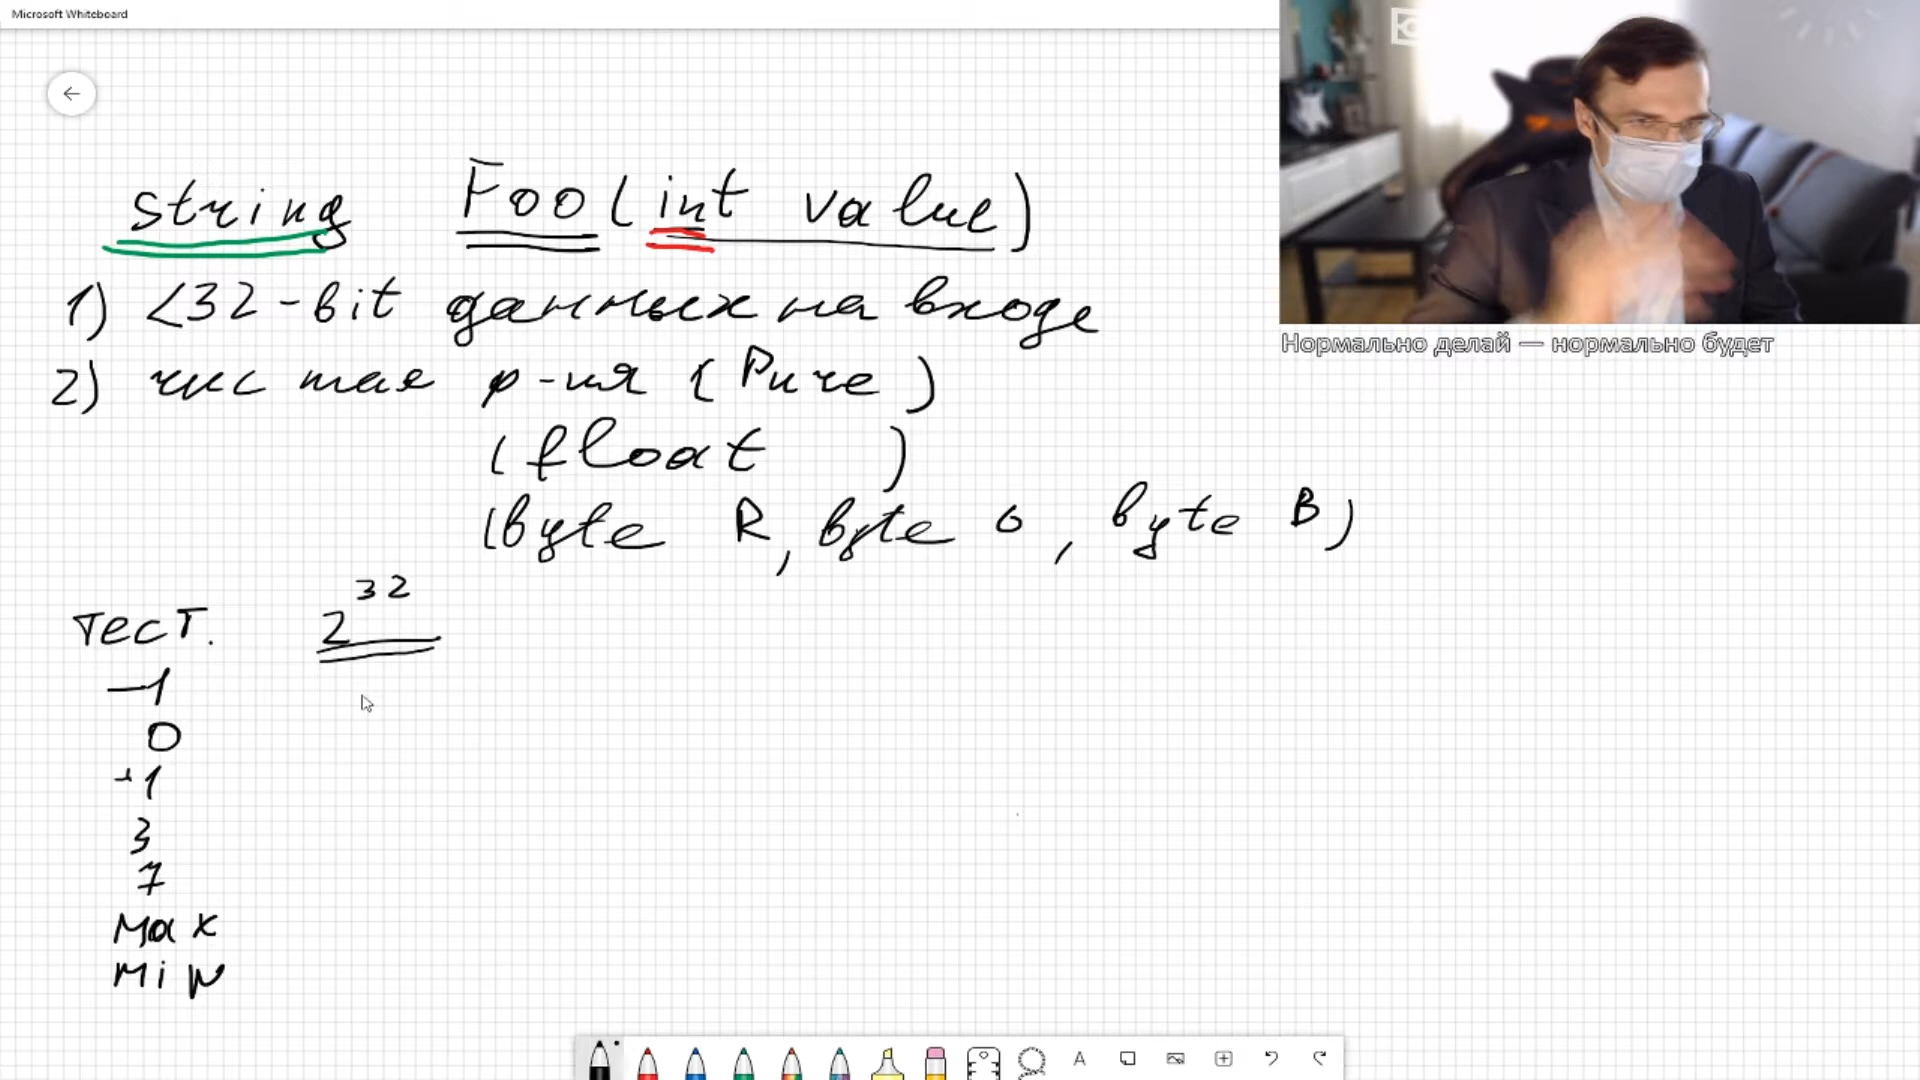 Microsoft Whiteboard
string Foo(int value)
1) <32-bit данных на входе
2) чистая ф-ия (Pure)
(float )
(byte R, byte G, byte B)
Нормально делай — нормально будет
тест. 2^32
-1
0
+1
3
7
Max
Min
A